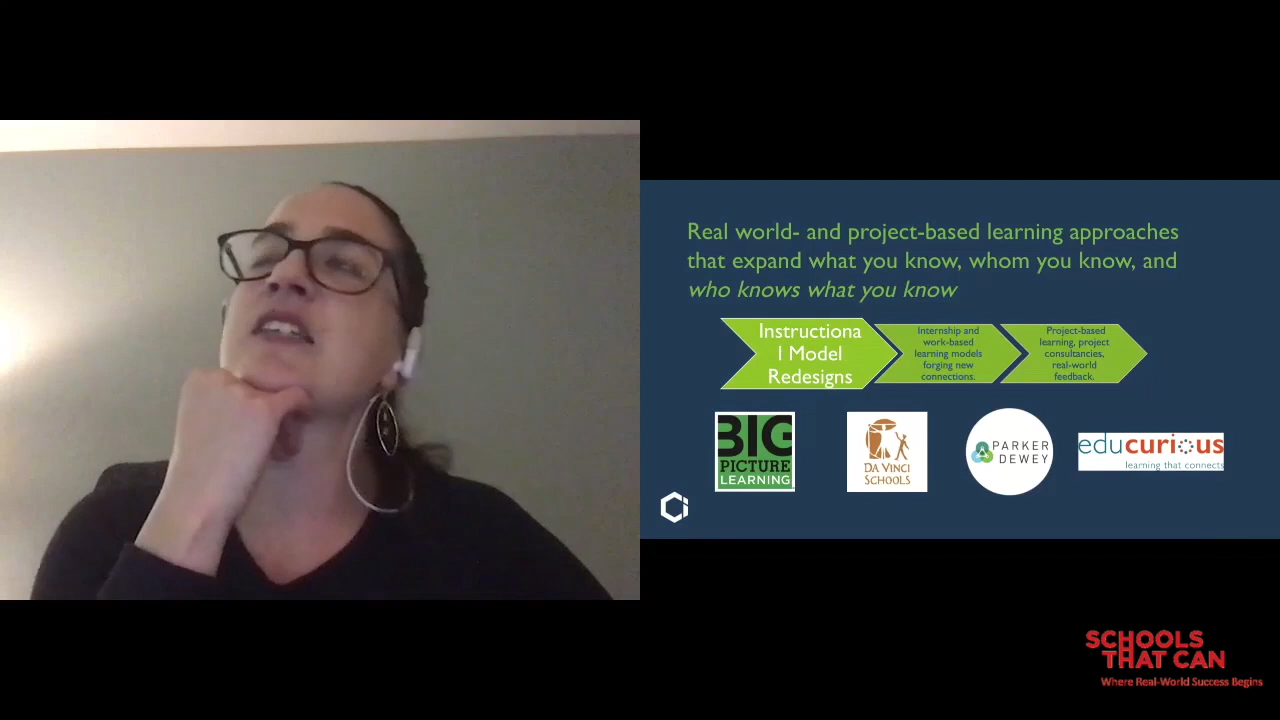 Real world- and project-based learning approaches
that expand what you know, whom you know, and
who knows what you know
Instructiona
l Model
Redesigns
Internship and
work-based
learning models
forging new
connections.
Project-based
learning, project
consultancies,
real-world
feedback.
BIG
PICTURE
LEARNING
DA VINCI
SCHOOLS
PARKER
DEWEY
educurious
learning that connects
Ci
SCHOOLS
THAT CAN
Where Real-World Success Begins